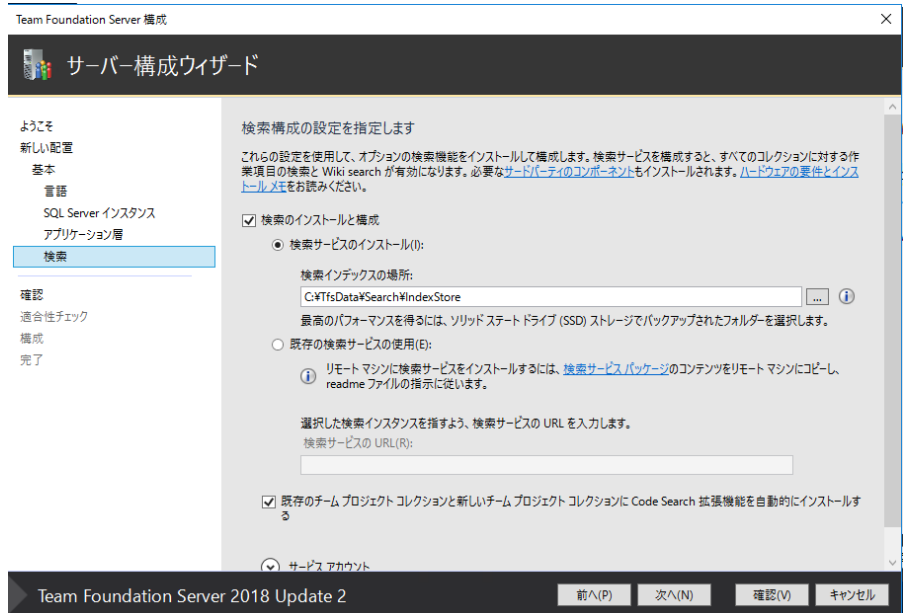 Team Foundation Server 構成
サーバー構成ウィザード
ようこそ
新しい配置
基本
言語
SQL Server インスタンス
アプリケーション層
検索
確認
適合性チェック
構成
完了
検索構成の設定を指定します
これらの設定を使用して、オプションの検索機能をインストールして構成します。検索サービスを構成すると、すべてのコレクションに対する作
業項目の検索と Wiki search が有効になります。必要なサードパーティのコンポーネントもインストールされます。ハードウェアの要件とインス
トール メモをお読みください。
検索のインストールと構成
検索サービスのインストール(I):
検索インデックスの場所:
C:¥TfsData¥Search¥IndexStore
...
最高のパフォーマンスを得るには、ソリッド ステート ドライブ (SSD) ストレージでバックアップされたフォルダーを選択します。
既存の検索サービスの使用(E):
リモート マシンに検索サービスをインストールするには、検索サービス パッケージのコンテンツをリモート マシンにコピーし、
readme ファイルの指示に従います。
選択した検索インスタンスを指すよう、検索サービスの URL を入力します。
検索サービスの URL(R):
既存のチーム プロジェクト コレクションと新しいチーム プロジェクト コレクションに Code Search 拡張機能を自動的にインストールす
る
サービス アカウント
Team Foundation Server 2018 Update 2
前へ(P)
次へ(N)
確認(V)
キャンセル